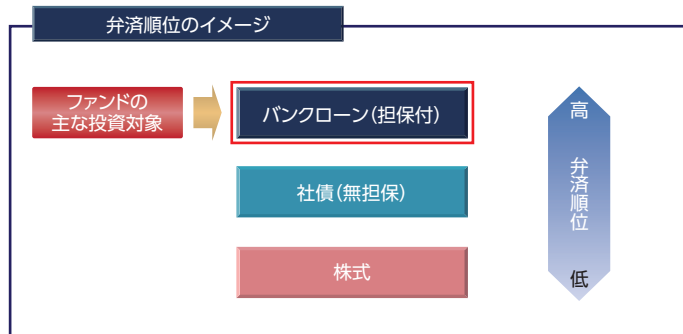 弁済順位のイメージ
ファンドの
主な投資対象
バンクローン(担保付)
社債(無担保)
株式
高
弁済順位
低